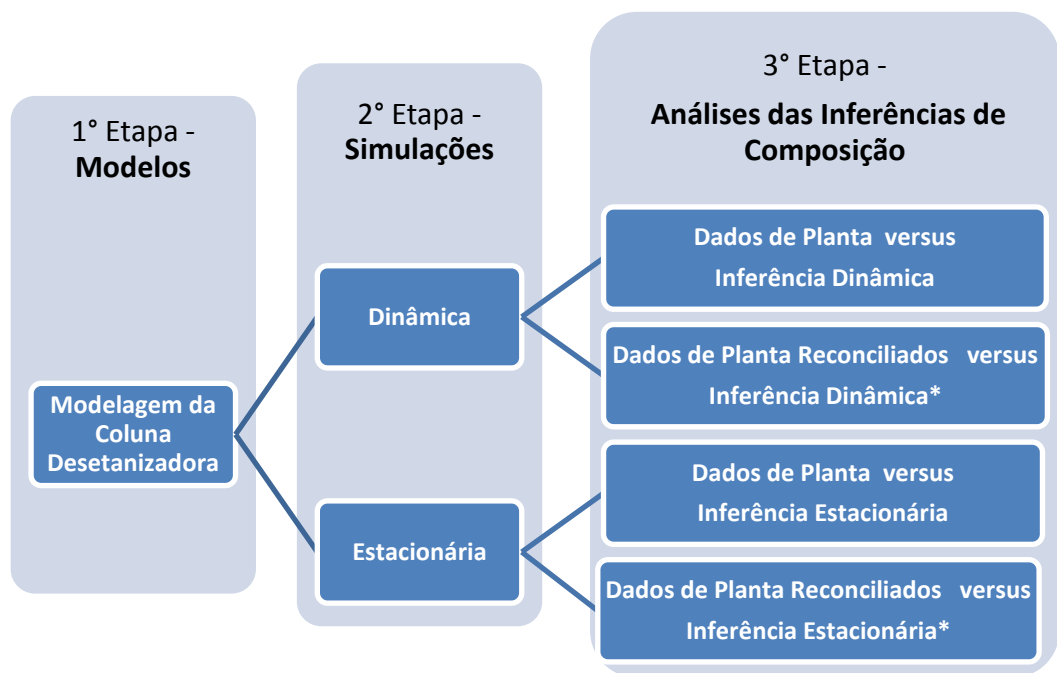 1° Etapa -
Modelos
Modelagem da
Coluna
Desetanizadora
2° Etapa -
Simulações
Dinâmica
Estacionária
3° Etapa -
Análises das Inferências de
Composição
Dados de Planta versus
Inferência Dinâmica
Dados de Planta Reconciliados versus
Inferência Dinâmica*
Dados de Planta versus
Inferência Estacionária
Dados de Planta Reconciliados versus
Inferência Estacionária*